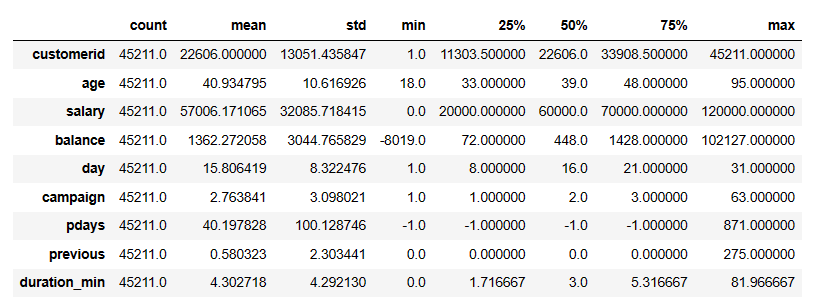 count mean std min 25% 50% 75% max
customerid 45211.0 22606.000000 13051.435847 1.0 11303.500000 22606.0 33908.500000 45211.000000
age 45211.0 40.934795 10.616926 18.0 33.000000 39.0 48.000000 95.000000
salary 45211.0 57006.171065 32085.718415 0.0 20000.000000 60000.0 70000.000000 120000.000000
balance 45211.0 1362.272058 3044.765829 -8019.0 72.000000 448.0 1428.000000 102127.000000
day 45211.0 15.806419 8.322476 1.0 8.000000 16.0 21.000000 31.000000
campaign 45211.0 2.763841 3.098021 1.0 1.000000 2.0 3.000000 63.000000
pdays 45211.0 40.197828 100.128746 -1.0 -1.000000 -1.0 -1.000000 871.000000
previous 45211.0 0.580323 2.303441 0.0 0.000000 0.0 0.000000 275.000000
duration_min 45211.0 4.302718 4.292130 0.0 1.716667 3.0 5.316667 81.966667